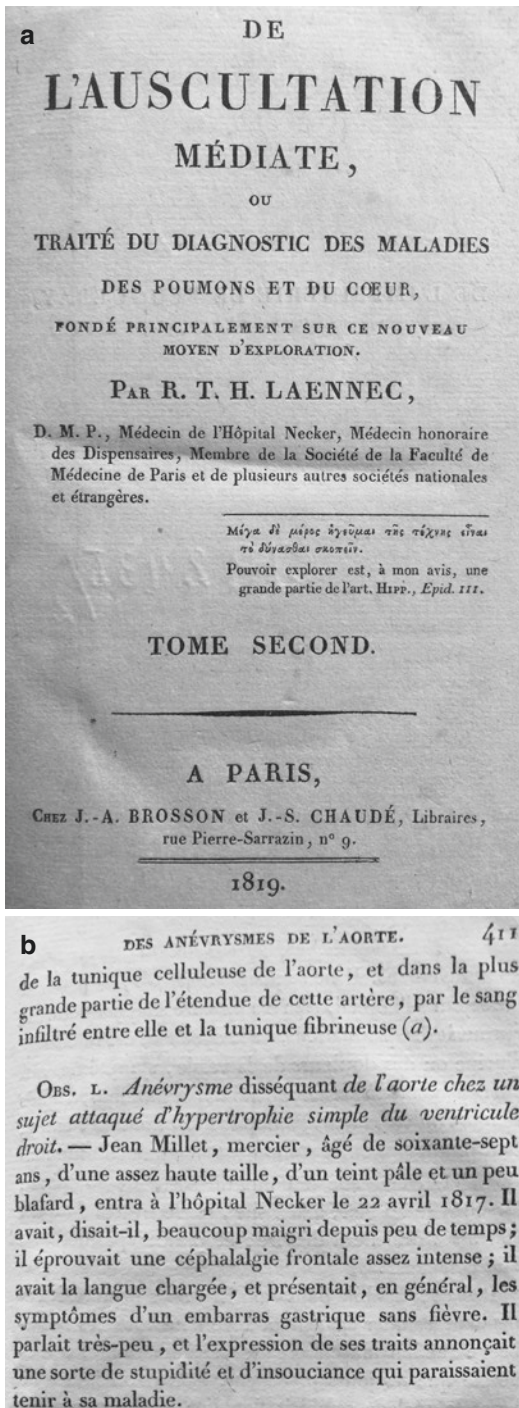 a
DE
L'AUSCULTATION
MÉDIATE,
OU
TRAITÉ DU DIAGNOSTIC DES MALADIES
DES POUMONS ET DU CŒUR,
FONDÉ PRINCIPALEMENT SUR CE NOUVEAU
MOYEN D'EXPLORATION.
PAR R. T. H. LAENNEC,
D. M. P., Médecin de l'Hôpital Necker, Médecin honoraire
des Dispensaires, Membre de la Société de la Faculté de
Médecine de Paris et de plusieurs autres sociétés nationales
et étrangères.
Μέγα δὲ μέρος ἡγεῦμαι τῆς τέχνης εἶναι
τὸ δύνασθαι σκοπεῖν.
Pouvoir explorer est, à mon avis, une
grande partie de l'art. HIPP., Epid. III.
TOME SECOND.
A PARIS,
CHEZ J.-A. BROSSON et J.-S. CHAUDÉ, Libraires,
rue Pierre-Sarrazin, n° 9.
1819.
b
DES ANÉVRYSMES DE L'AORTE. 411
de la tunique celluleuse de l'aorte, et dans la plus
grande partie de l'étendue de cette artère, par le sang
infiltré entre elle et la tunique fibrineuse (a).
OBS. L. Anévrysme disséquant de l'aorte chez un
sujet attaqué d'hypertrophie simple du ventricule
droit. — Jean Millet, mercier, âgé de soixante-sept
ans, d'une assez haute taille, d'un teint pâle et un peu
blafard, entra à l'hôpital Necker le 22 avril 1817. Il
avait, disait-il, beaucoup maigri depuis peu de temps;
il éprouvait une céphalalgie frontale assez intense; il
avait la langue chargée, et présentait, en général, les
symptômes d'un embarras gastrique sans fièvre. Il
parlait très-peu, et l'expression de ses traits annonçait
une sorte de stupidité et d'insouciance qui paraissaient
tenir à sa maladie.